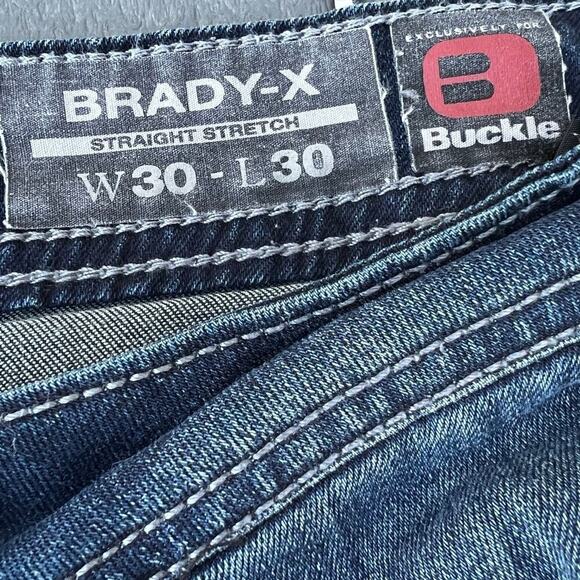 BRADY-X
STRAIGHT STRETCH
W30 - L30
EXCLUSIVELY FOR
B
Buckle